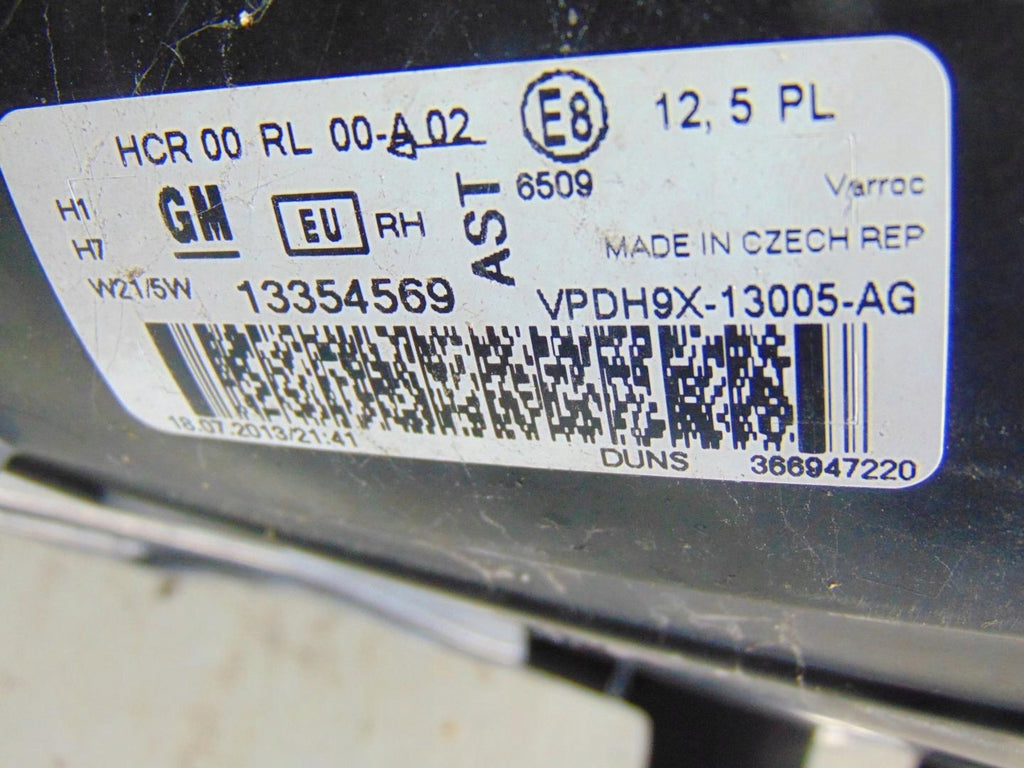 HCR 00 RL 00-A 02 E8 12,5 PL
H1 GM EU RH AST 6509 Varroc
H7 MADE IN CZECH REP
W21/5W 13354569 VPDH9X-13005-AG
18.07.2013/21:41 DUNS 366947220